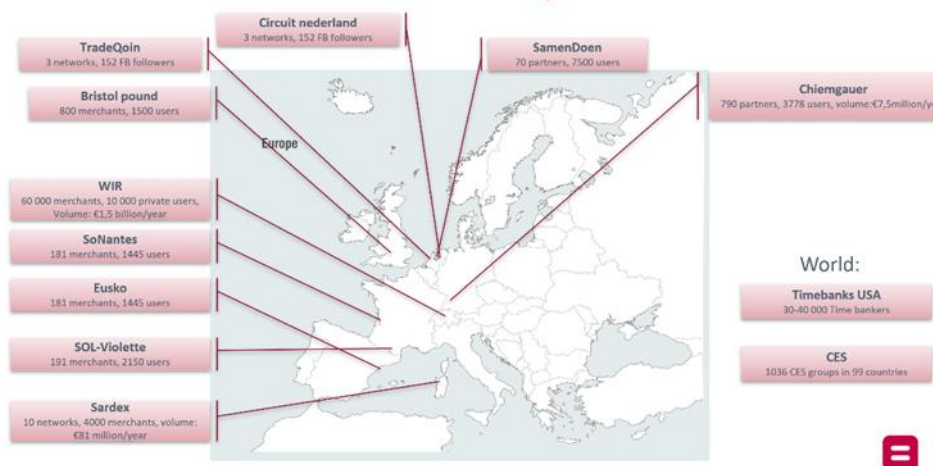 Circuit nederland
3 networks, 152 FB followers
TradeQoin
3 networks, 152 FB followers
SamenDoen
70 partners, 7500 users
Chiemgauer
790 partners, 3778 users, volume:€7,5million/ye
Bristol pound
800 merchants, 1500 users
Europe
WIR
60 000 merchants, 10 000 private users,
Volume: €1,5 billion/year
SoNantes
181 merchants, 1445 users
Eusko
181 merchants, 1445 users
SOL-Violette
191 merchants, 2150 users
Sardex
10 networks, 4000 merchants, volume:
€81 million/year
World:
Timebanks USA
30-40 000 Time bankers
CES
1036 CES groups in 99 countries